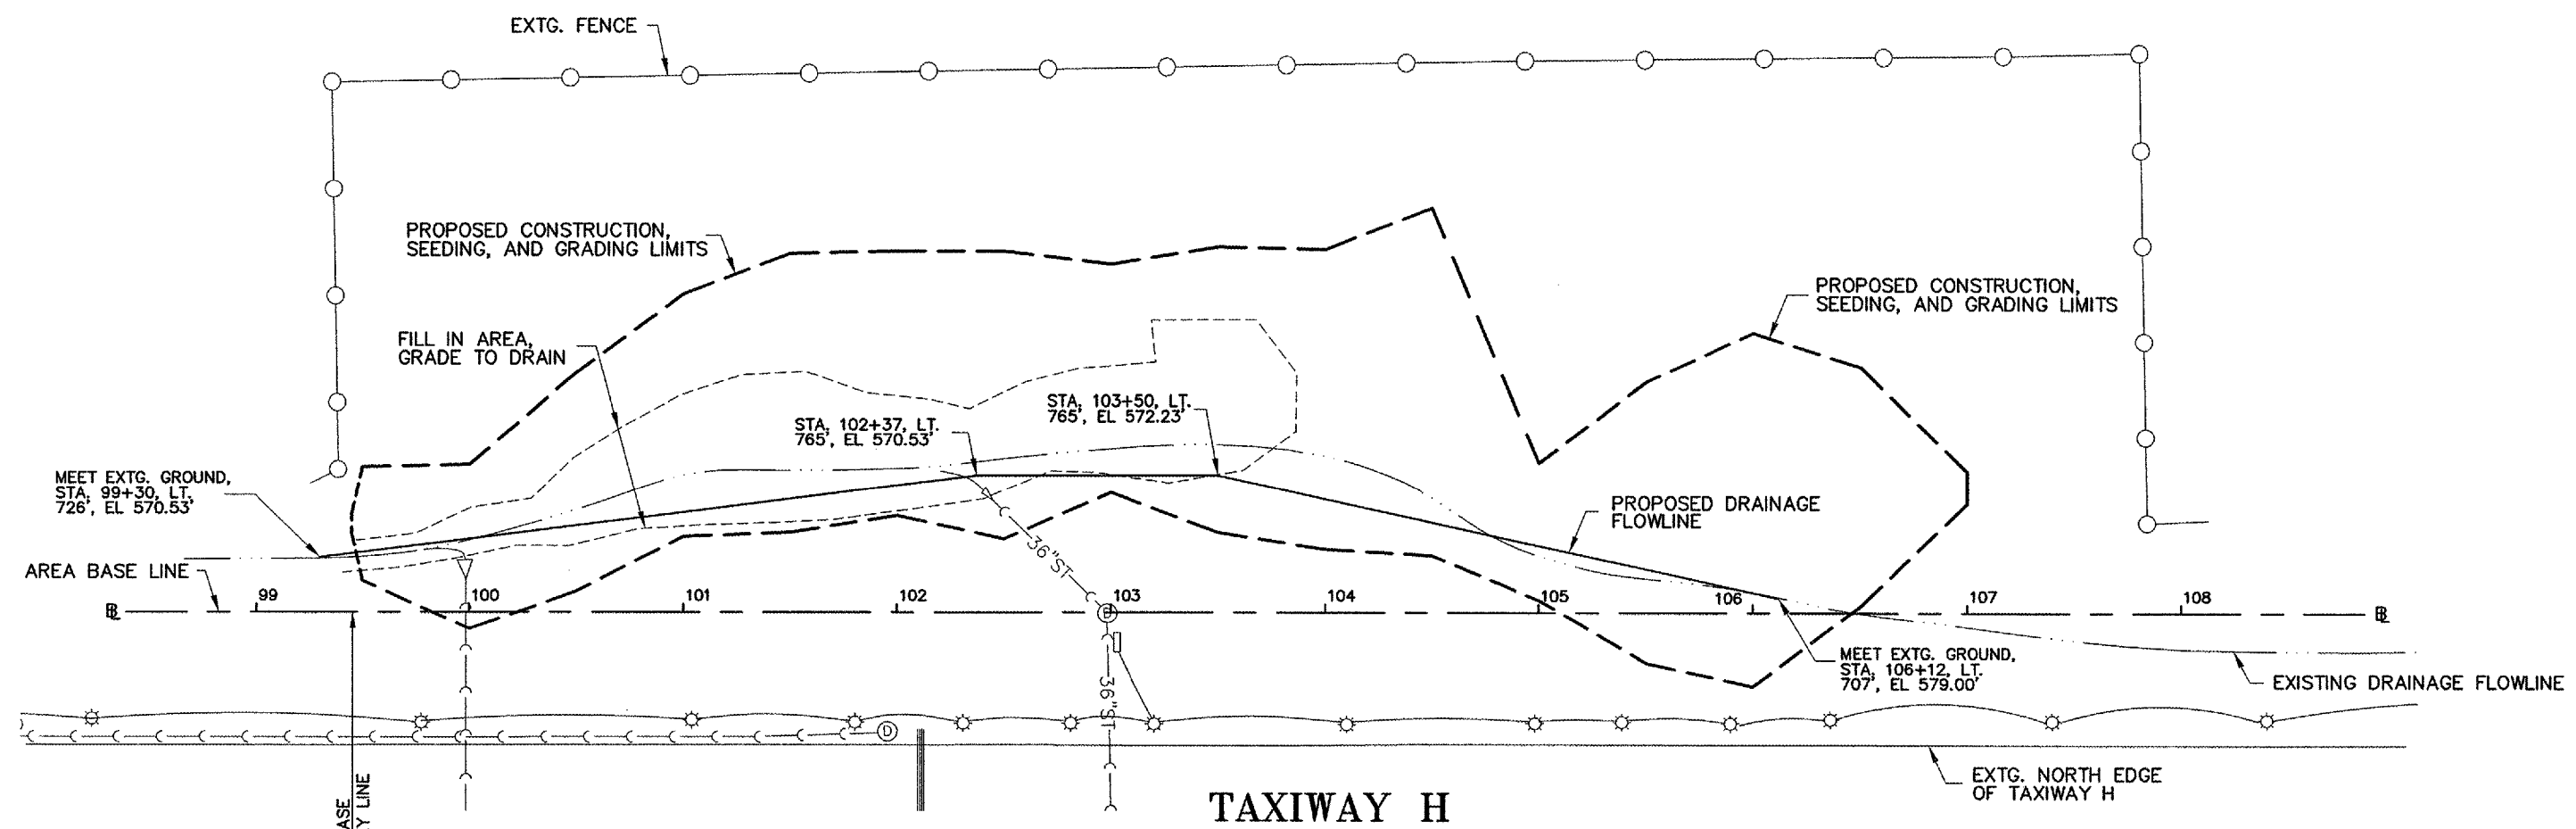 EXTG. FENCE
PROPOSED CONSTRUCTION,
SEEDING, AND GRADING LIMITS
PROPOSED CONSTRUCTION,
SEEDING, AND GRADING LIMITS
FILL IN AREA,
GRADE TO DRAIN
STA. 102+37, LT.
765', EL 570.53'
STA. 103+50, LT.
765', EL 572.23'
MEET EXTG. GROUND,
STA. 99+30, LT.
726', EL 570.53'
PROPOSED DRAINAGE
FLOWLINE
36"ST
AREA BASE LINE
BL
99
100
101
102
103
104
105
106
107
108
BL
D
36"ST
MEET EXTG. GROUND,
STA. 106+12, LT.
707', EL 579.00'
EXISTING DRAINAGE FLOWLINE
D
EXTG. NORTH EDGE
OF TAXIWAY H
TAXIWAY H
ASE
Y LINE